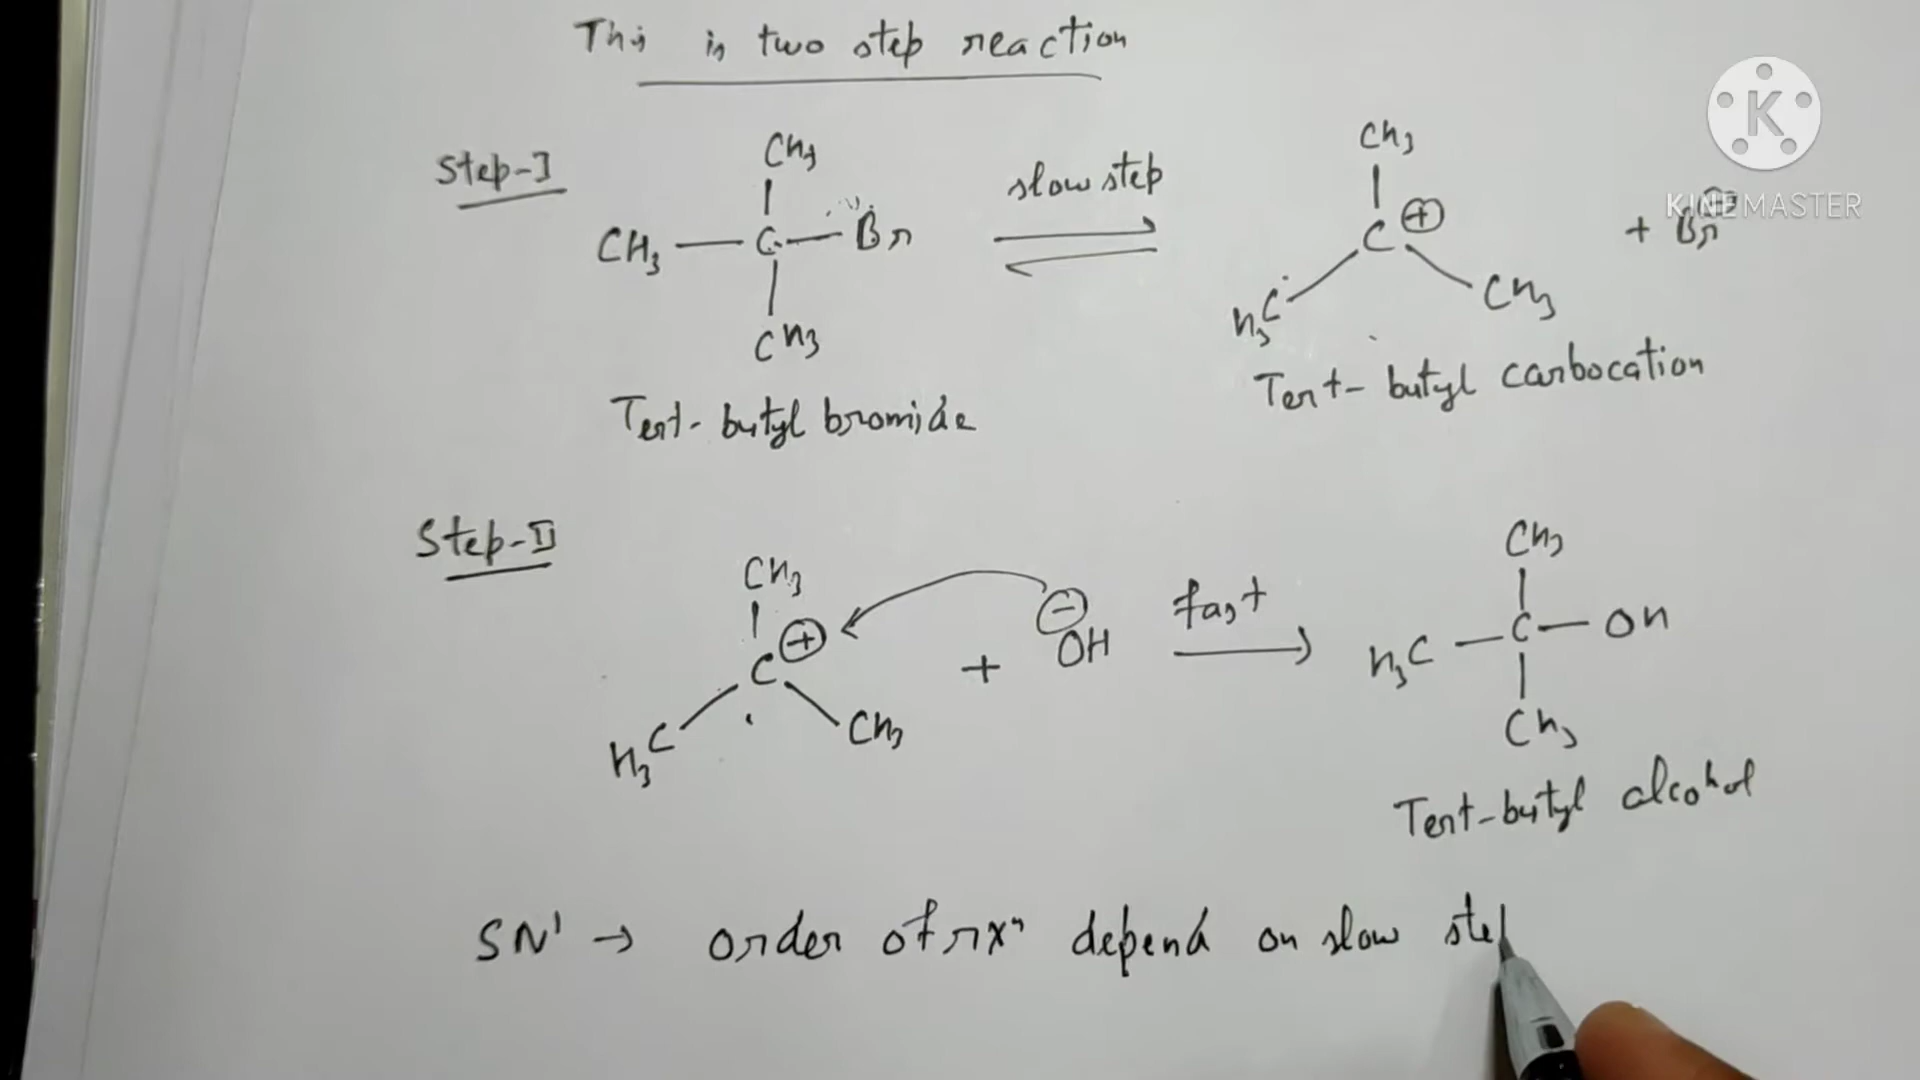 This is two step reaction
Step-I
CH3
CH3 — C — Br
CH3
Tert-butyl bromide
slow step
CH3
C ⊕
H3C CH3
Tert-butyl carbocation
+ Br
K
KINEMASTER
Step-II
CH3
C ⊕
H3C CH3
+ ⊖OH
fast
CH3
H3C — C — OH
CH3
Tert-butyl alcohol
SN1 → order of rxn depend on slow step